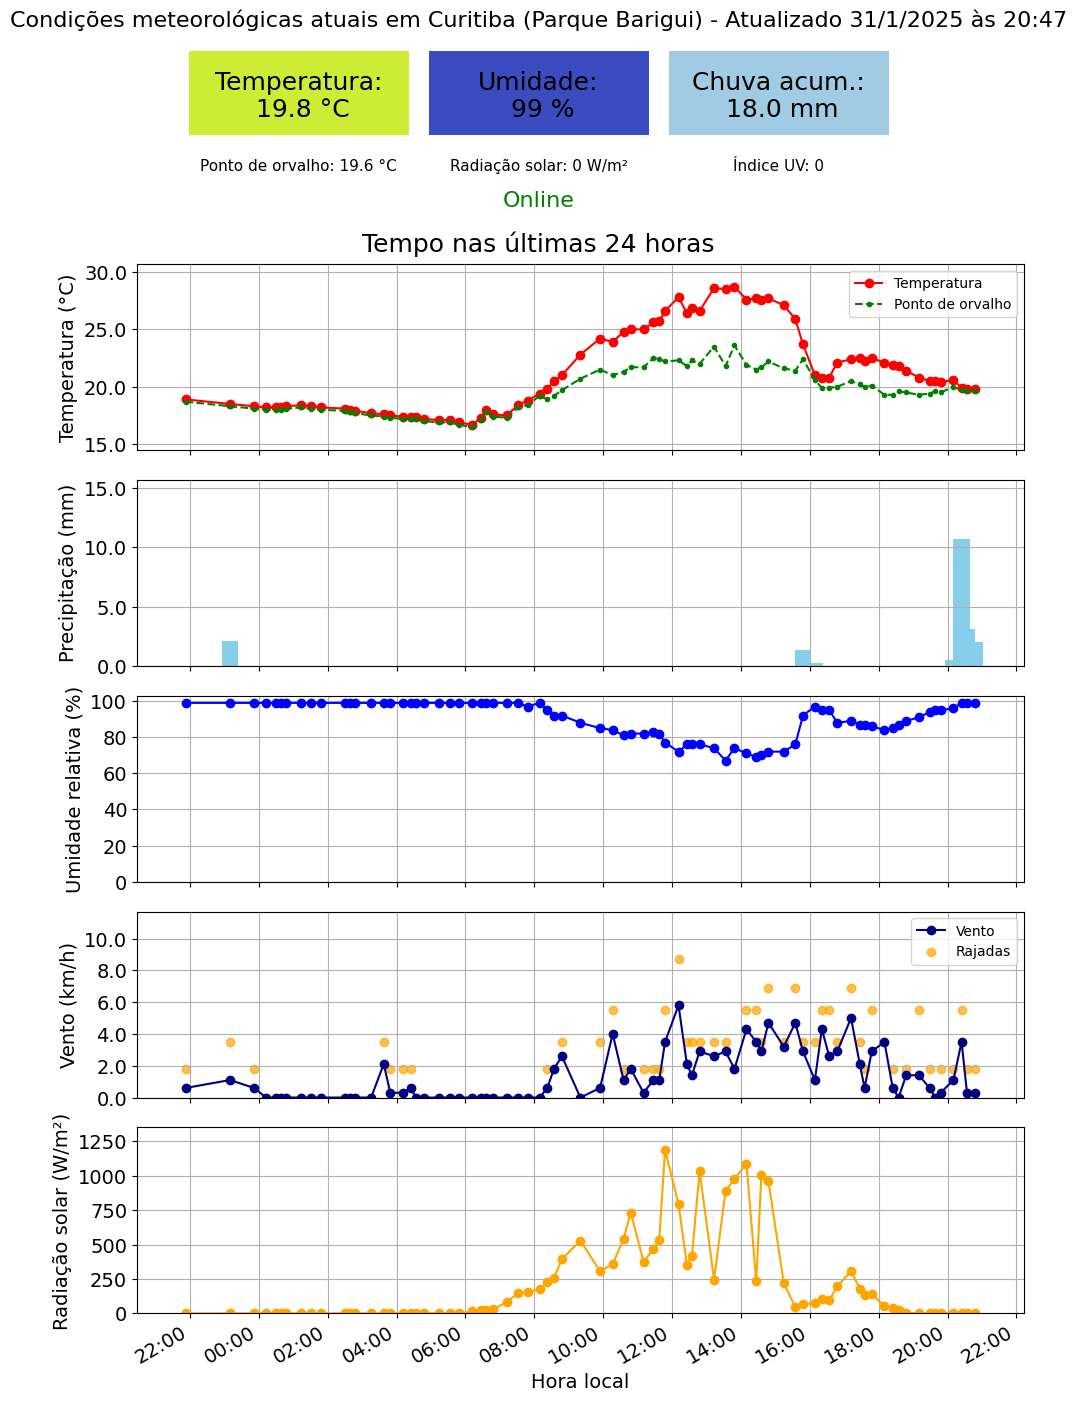 Condições meteorológicas atuais em Curitiba (Parque Barigui) - Atualizado 31/1/2025 às 20:47
Temperatura:
19.8 °C
Umidade:
99 %
Chuva acum.:
18.0 mm
Ponto de orvalho: 19.6 °C
Radiação solar: 0 W/m²
Índice UV: 0
Online
Tempo nas últimas 24 horas
Temperatura (°C)
30.0
25.0
20.0
15.0
Temperatura
Ponto de orvalho
Precipitação (mm)
15.0
10.0
5.0
0.0
Umidade relativa (%)
100
80
60
40
20
0
Vento (km/h)
10.0
8.0
6.0
4.0
2.0
0.0
Vento
Rajadas
Radiação solar (W/m²)
1250
1000
750
500
250
0
22:00 00:00 02:00 04:00 06:00 08:00 10:00 12:00 14:00 16:00 18:00 20:00 22:00
Hora local